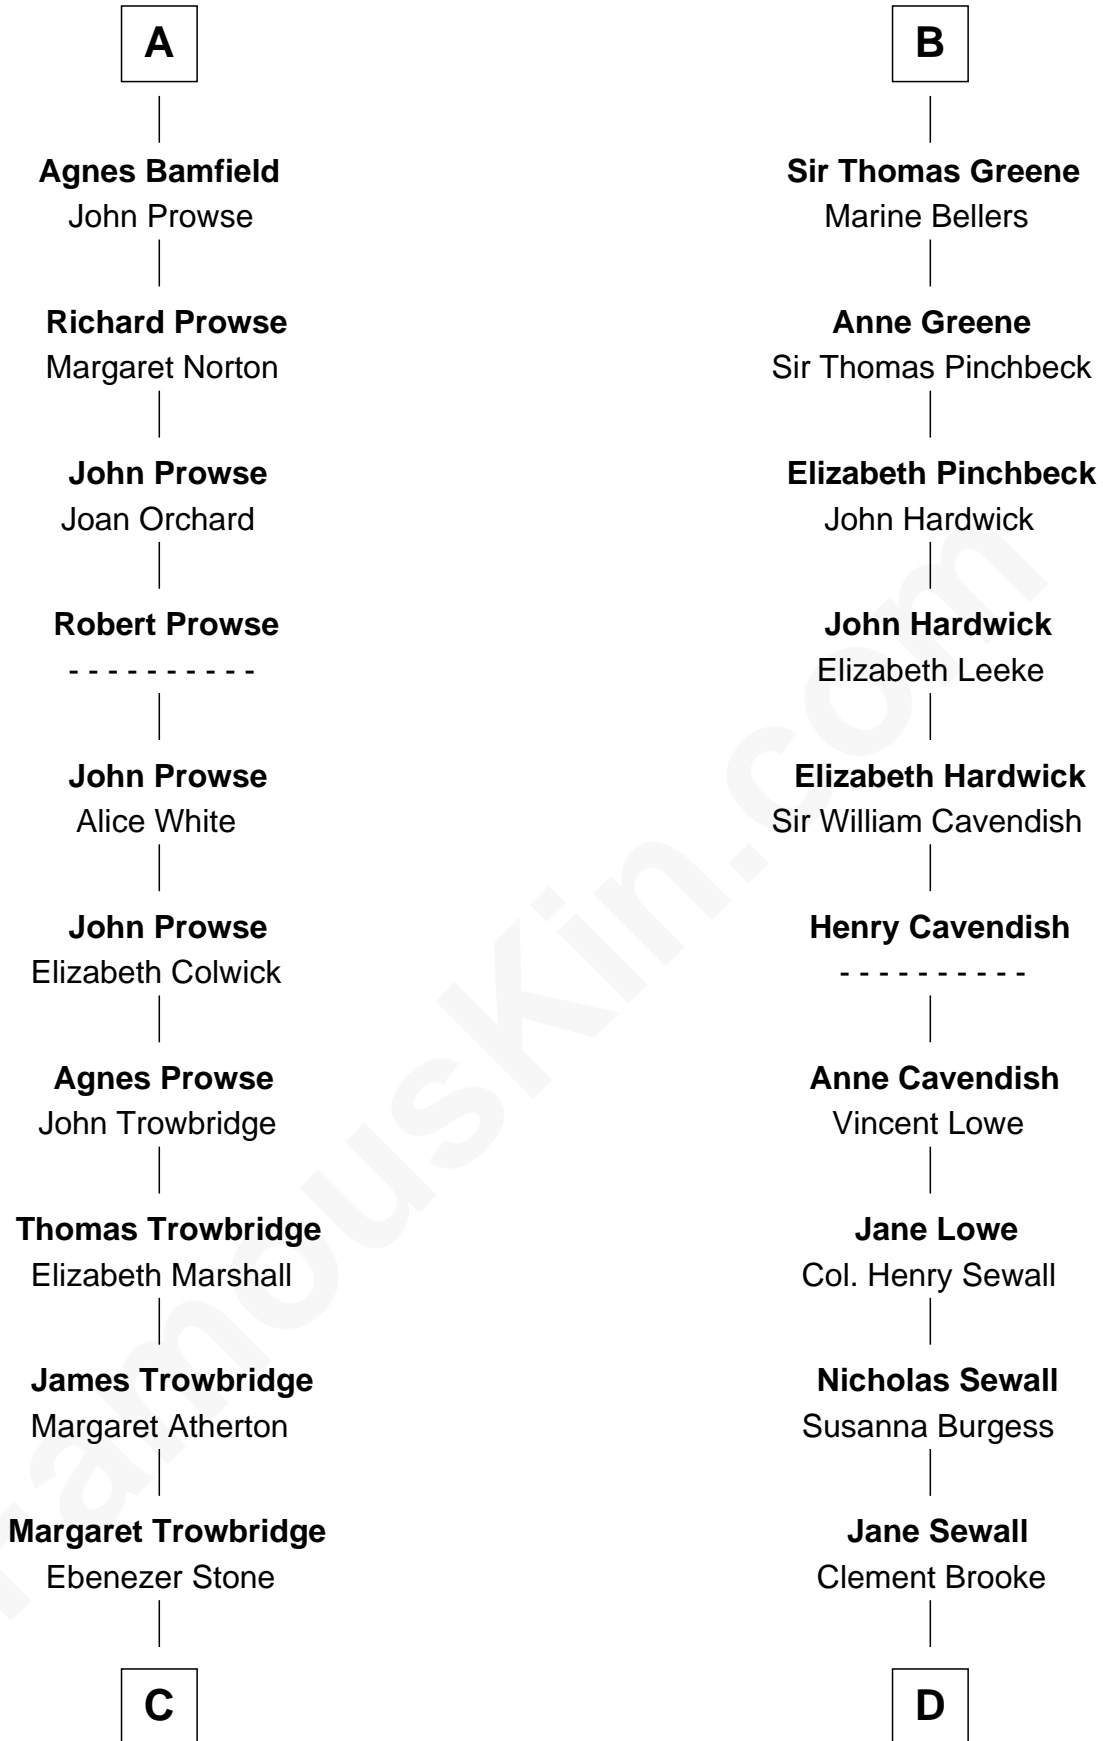 A
Agnes Bamfield
John Prowse
Richard Prowse
Margaret Norton
John Prowse
Joan Orchard
Robert Prowse
- - - - - - - - - -
John Prowse
Alice White
John Prowse
Elizabeth Colwick
Agnes Prowse
John Trowbridge
Thomas Trowbridge
Elizabeth Marshall
James Trowbridge
Margaret Atherton
Margaret Trowbridge
Ebenezer Stone
C
B
Sir Thomas Greene
Marine Bellers
Anne Greene
Sir Thomas Pinchbeck
Elizabeth Pinchbeck
John Hardwick
John Hardwick
Elizabeth Leeke
Elizabeth Hardwick
Sir William Cavendish
Henry Cavendish
- - - - - - - - - -
Anne Cavendish
Vincent Lowe
Jane Lowe
Col. Henry Sewall
Nicholas Sewall
Susanna Burgess
Jane Sewall
Clement Brooke
D
FamousKin.com